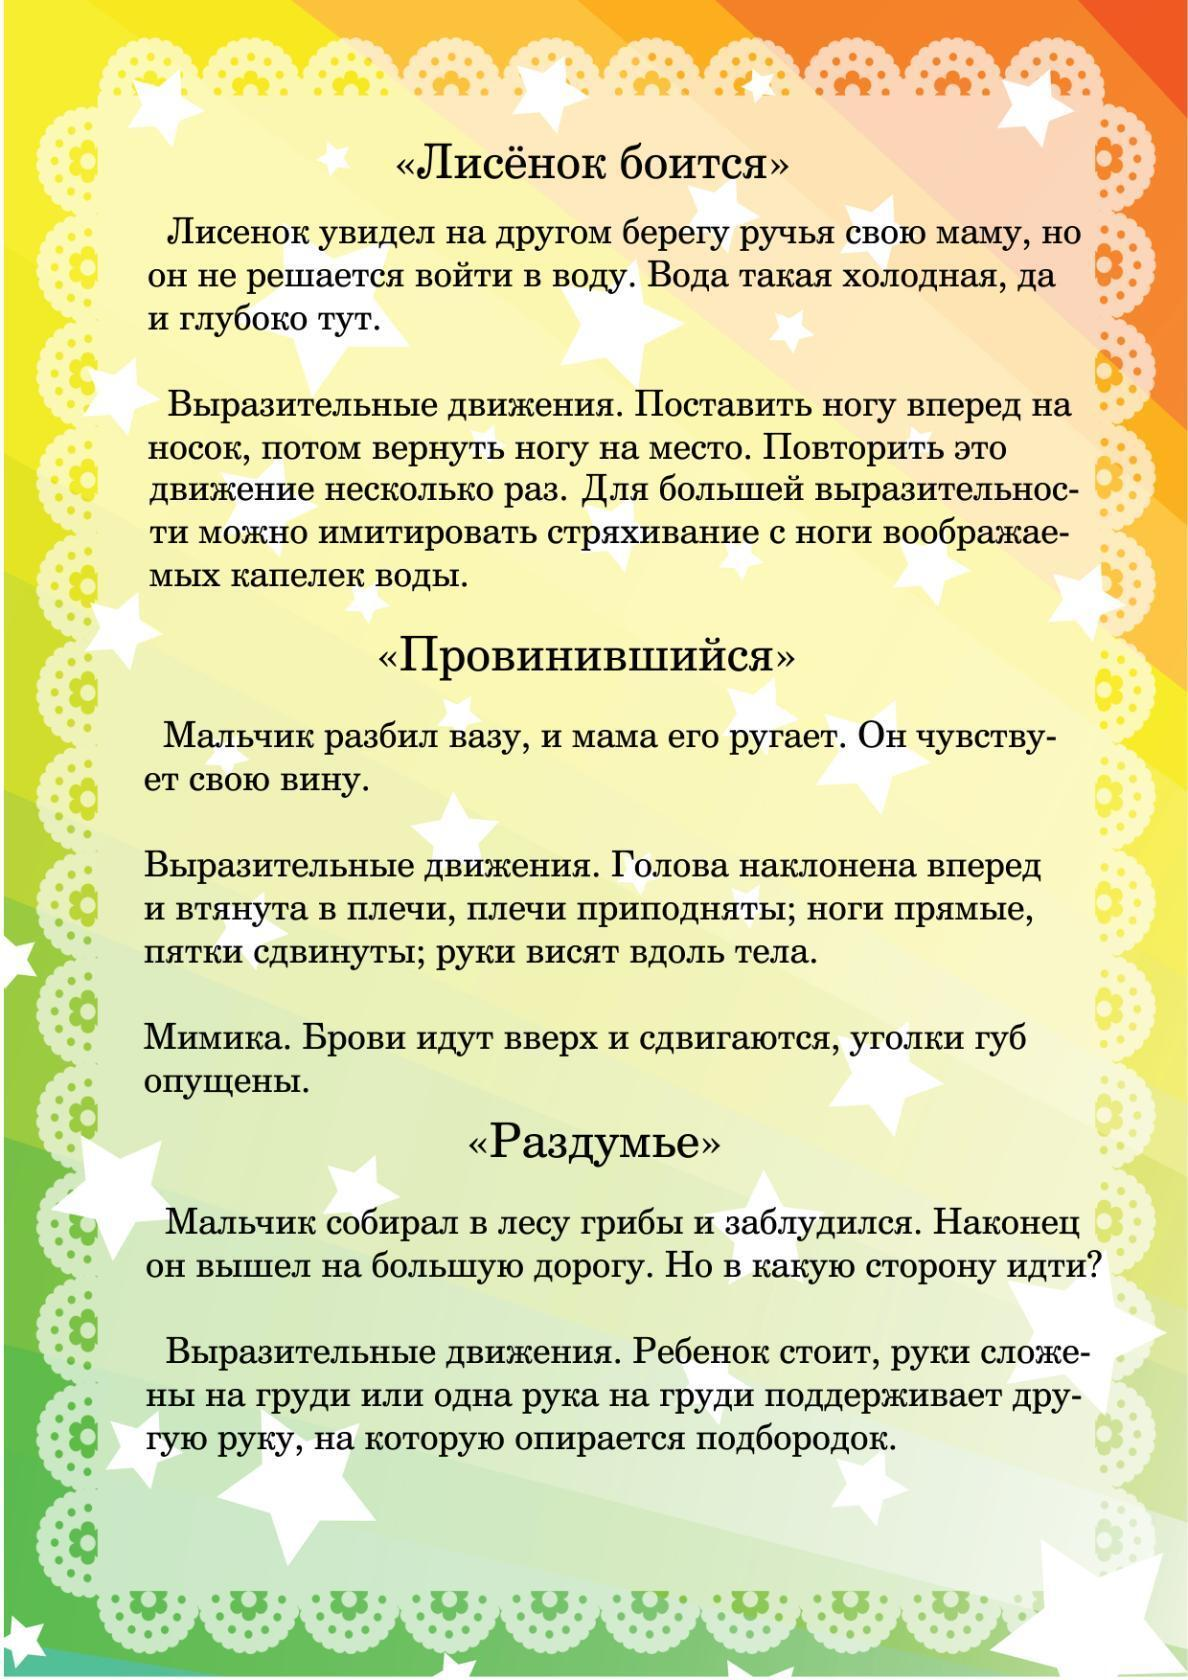 «Лисёнок боится»
Лисенок увидел на другом берегу ручья свою маму, но
он не решается войти в воду. Вода такая холодная, да
и глубоко тут.
Выразительные движения. Поставить ногу вперед на
носок, потом вернуть ногу на место. Повторить это
движение несколько раз. Для большей выразительнос-
ти можно имитировать стряхивание с ноги воображае-
мых капелек воды.
«Провинившийся»
Мальчик разбил вазу, и мама его ругает. Он чувству-
ет свою вину.
Выразительные движения. Голова наклонена вперед
и втянута в плечи, плечи приподняты; ноги прямые,
пятки сдвинуты; руки висят вдоль тела.
Мимика. Брови идут вверх и сдвигаются, уголки губ
опущены.
«Раздумье»
Мальчик собирал в лесу грибы и заблудился. Наконец
он вышел на большую дорогу. Но в какую сторону идти?
Выразительные движения. Ребенок стоит, руки сложе-
ны на груди или одна рука на груди поддерживает дру-
гую руку, на которую опирается подбородок.